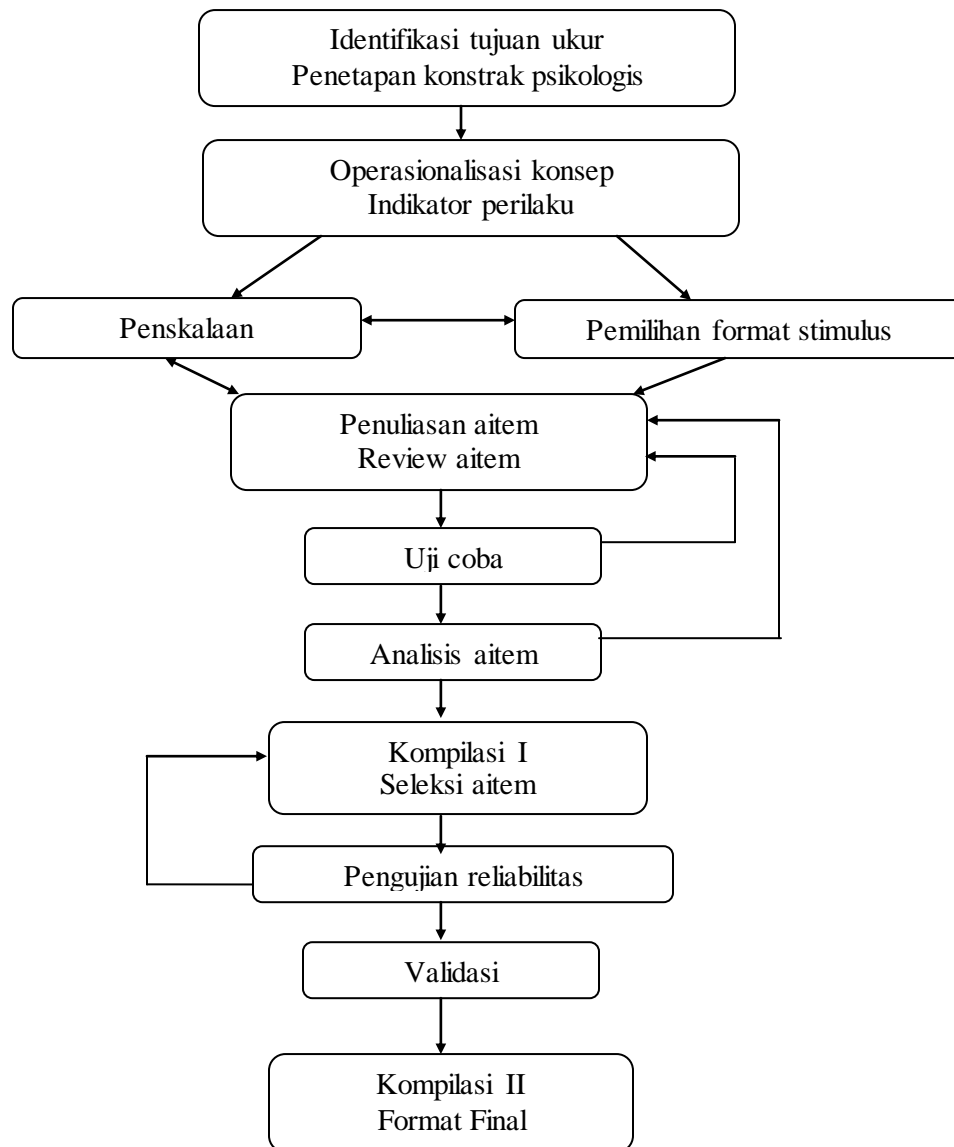 Identifikasi tujuan ukur
Penetapan konstrak psikologis
Operasionalisasi konsep
Indikator perilaku
Penskalaan
Pemilihan format stimulus
Penuliasan aitem
Review aitem
Uji coba
Analisis aitem
Kompilasi I
Seleksi aitem
Pengujian reliabilitas
Validasi
Kompilasi II
Format Final